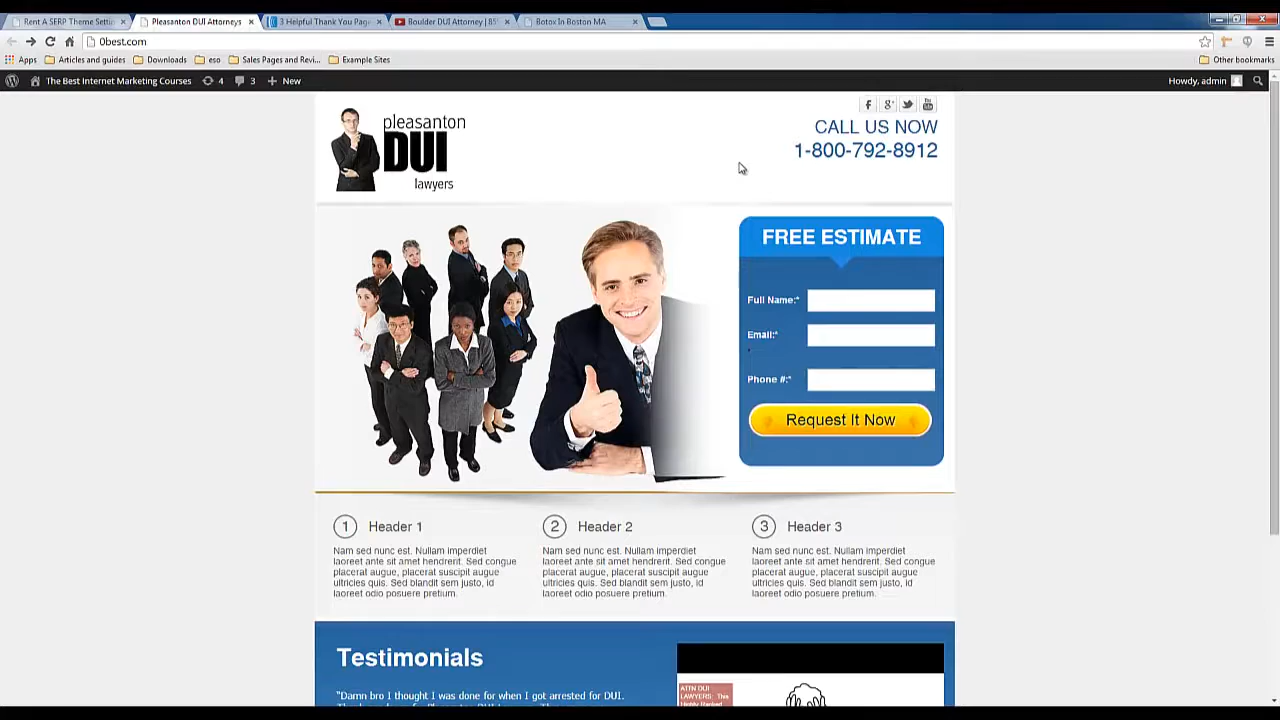 Rent A SERP Theme Settin
Pleasanton DUI Attorneys
3 Helpful Thank You Page
Boulder DUI Attorney | 85
Botox In Boston MA
0best.com
Apps
Articles and guides
Downloads
eso
Sales Pages and Revi...
Example Sites
Other bookmarks
The Best Internet Marketing Courses
4
3
+ New
Howdy, admin
pleasanton
DUI
lawyers
CALL US NOW
1-800-792-8912
FREE ESTIMATE
Full Name:*
Email:*
Phone #:*
Request It Now
1 Header 1
Nam sed nunc est. Nullam imperdiet
laoreet ante sit amet hendrerit. Sed congue
placerat augue, placerat suscipit augue
ultricies quis. Sed blandit sem justo, id
laoreet odio posuere pretium.
2 Header 2
Nam sed nunc est. Nullam imperdiet
laoreet ante sit amet hendrerit. Sed congue
placerat augue, placerat suscipit augue
ultricies quis. Sed blandit sem justo, id
laoreet odio posuere pretium.
3 Header 3
Nam sed nunc est. Nullam imperdiet
laoreet ante sit amet hendrerit. Sed congue
placerat augue, placerat suscipit augue
ultricies quis. Sed blandit sem justo, id
laoreet odio posuere pretium.
Testimonials
"Damn bro I thought I was done for when I got arrested for DUI.
ATTN DUI
LAWYERS: This
Highly Ranked